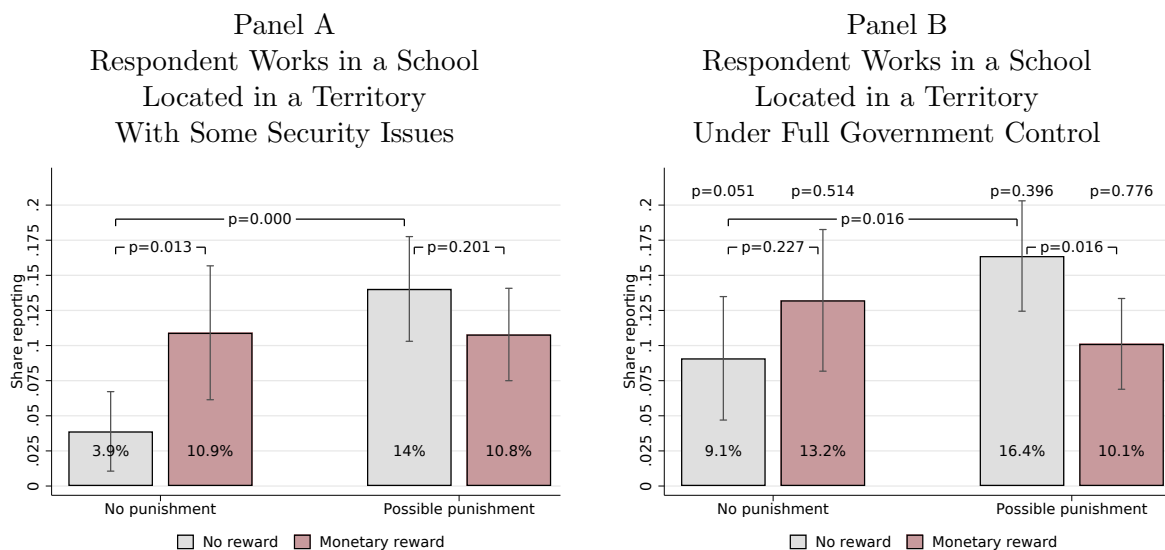 Panel A
Respondent Works in a School
Located in a Territory
With Some Security Issues
Share reporting
.2
.175
.15
.125
.1
.075
.05
.025
0
p=0.000
p=0.013
p=0.201
3.9%
10.9%
14%
10.8%
No punishment
Possible punishment
No reward
Monetary reward
Panel B
Respondent Works in a School
Located in a Territory
Under Full Government Control
Share reporting
.2
.175
.15
.125
.1
.075
.05
.025
0
p=0.051
p=0.514
p=0.396
p=0.776
p=0.016
p=0.227
p=0.016
9.1%
13.2%
16.4%
10.1%
No punishment
Possible punishment
No reward
Monetary reward